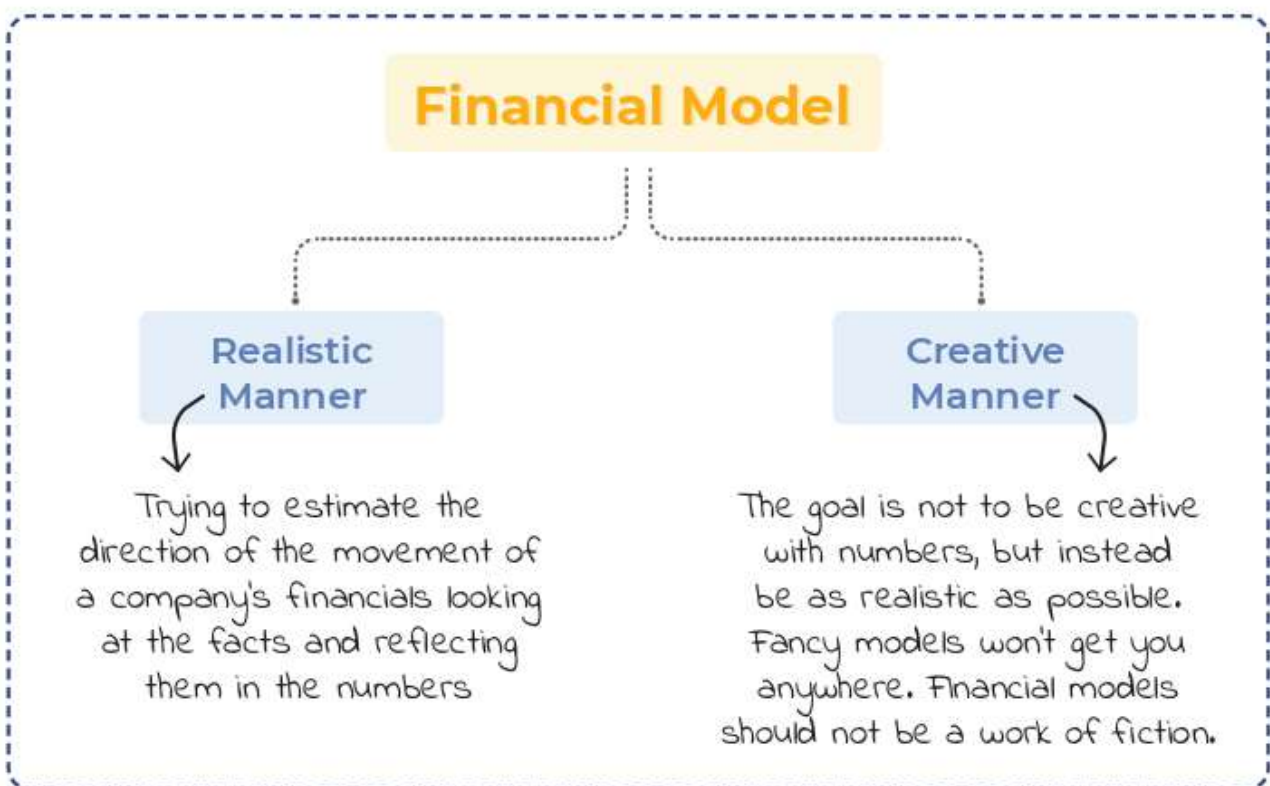 Financial Model
Realistic
Manner
Trying to estimate the
direction of the movement of
a company's financials looking
at the facts and reflecting
them in the numbers
Creative
Manner
The goal is not to be creative
with numbers, but instead
be as realistic as possible.
Fancy models won't get you
anywhere. Financial models
should not be a work of fiction.